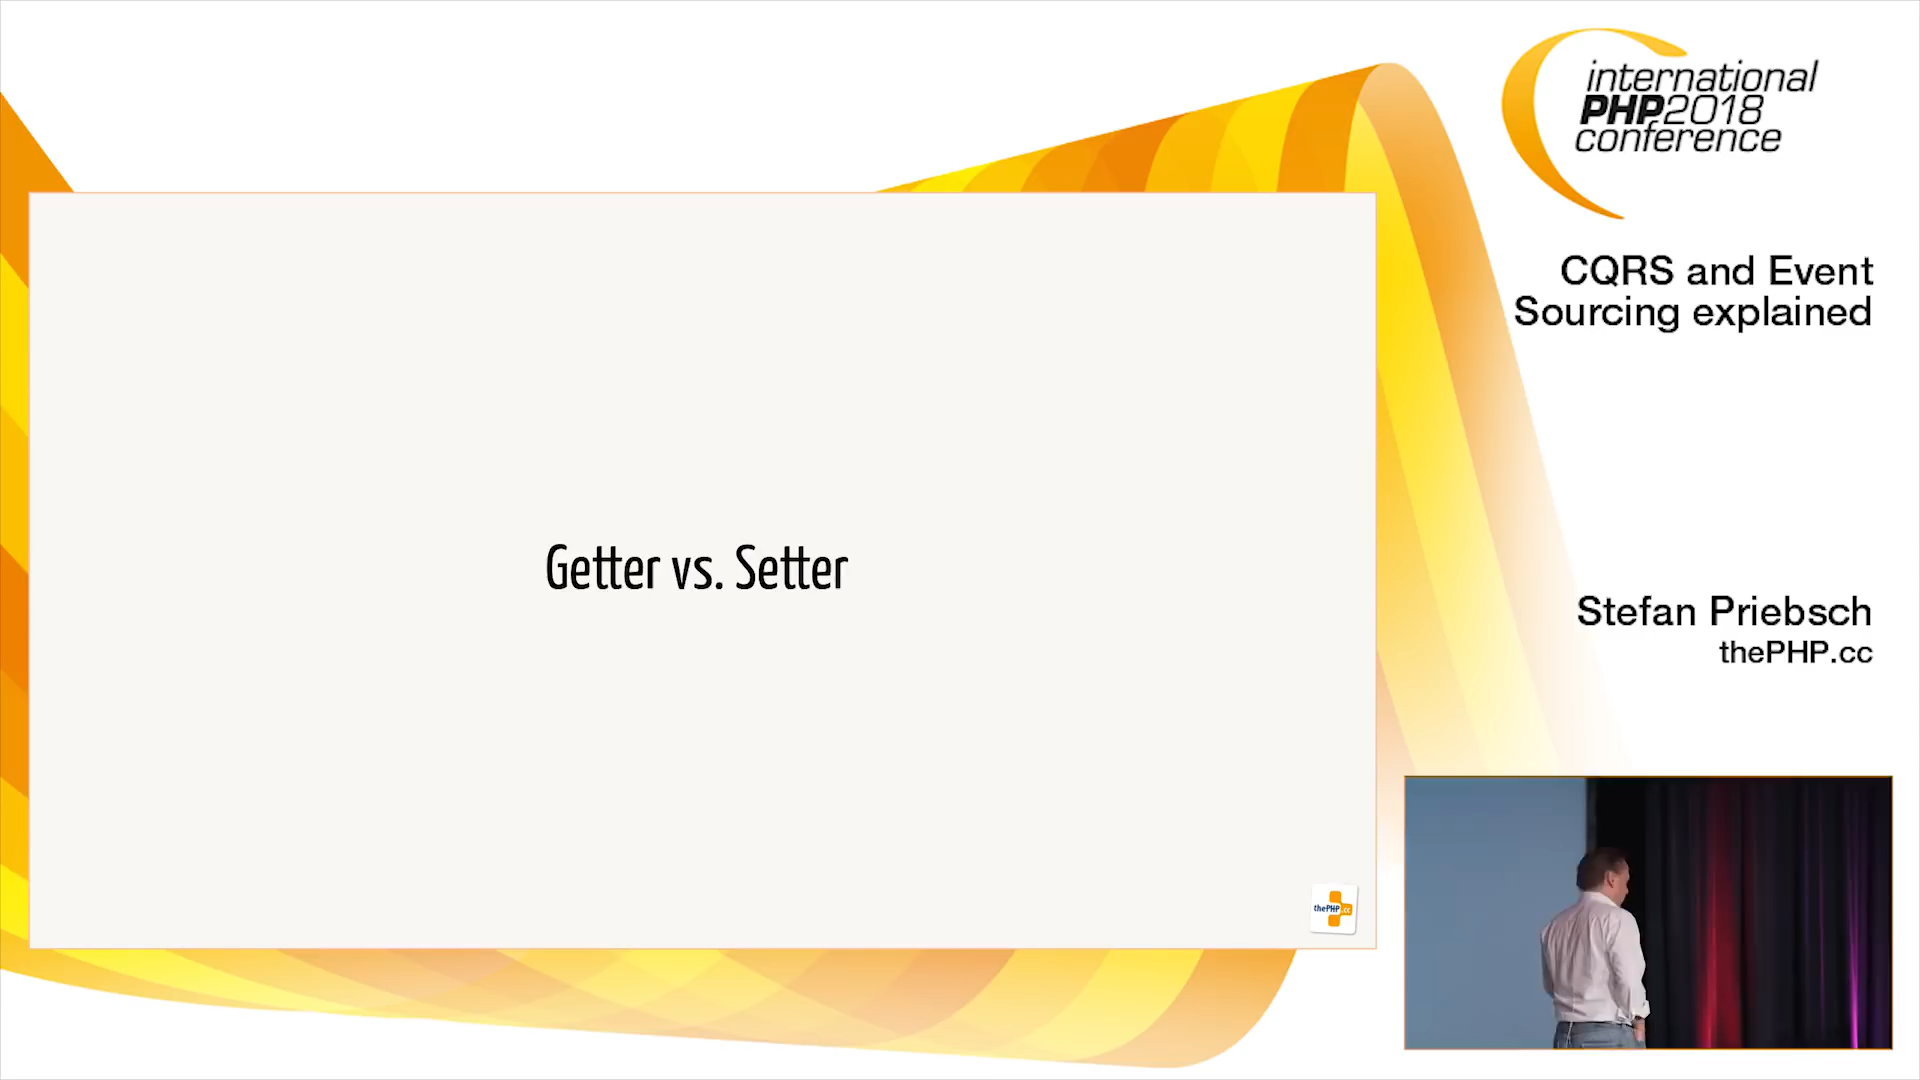 international
PHP2018
conference
CQRS and Event
Sourcing explained
Getter vs. Setter
Stefan Priebsch
thePHP.cc
thePHP.cc